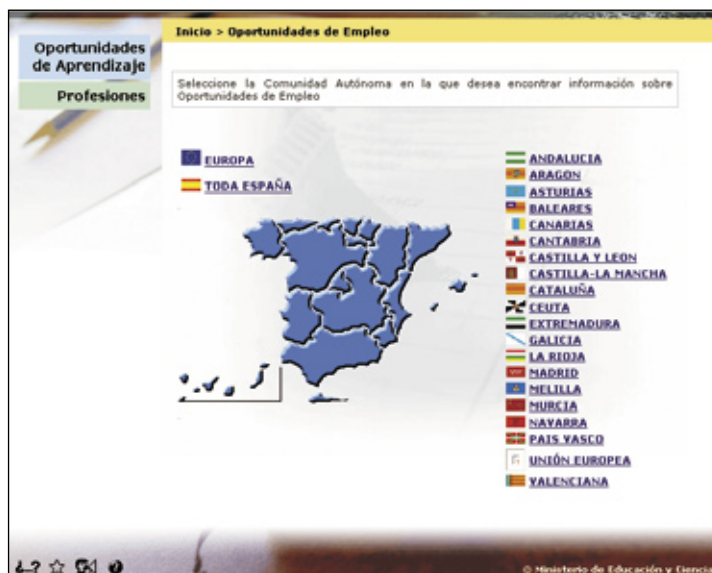 Inicio > Oportunidades de Empleo
Oportunidades
de Aprendizaje
Profesiones
Seleccione la Comunidad Autónoma en la que desea encontrar información sobre
Oportunidades de Empleo
EUROPA
TODA ESPAÑA
ANDALUCIA
ARAGON
ASTURIAS
BALEARES
CANARIAS
CANTABRIA
CASTILLA Y LEON
CASTILLA-LA MANCHA
CATALUÑA
CEUTA
EXTREMADURA
GALICIA
LA RIOJA
MADRID
MELILLA
MURCIA
NAVARRA
PAIS VASCO
UNIÓN EUROPEA
VALENCIANA
© Ministerio de Educación y Ciencia